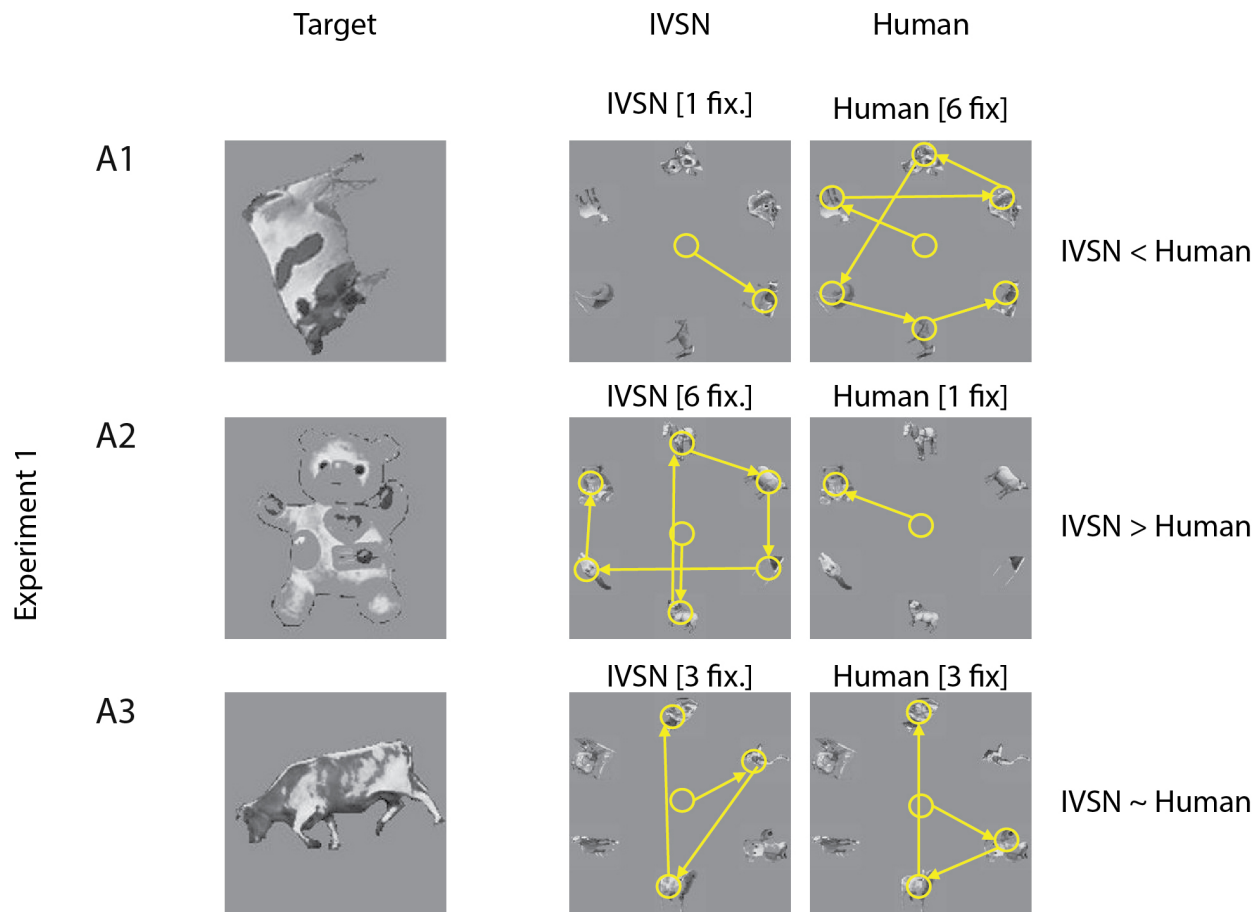 Target IVSN Human
IVSN [1 fix.] Human [6 fix]
A1
IVSN < Human
IVSN [6 fix.] Human [1 fix]
A2
IVSN > Human
Experiment 1
IVSN [3 fix.] Human [3 fix]
A3
IVSN ~ Human